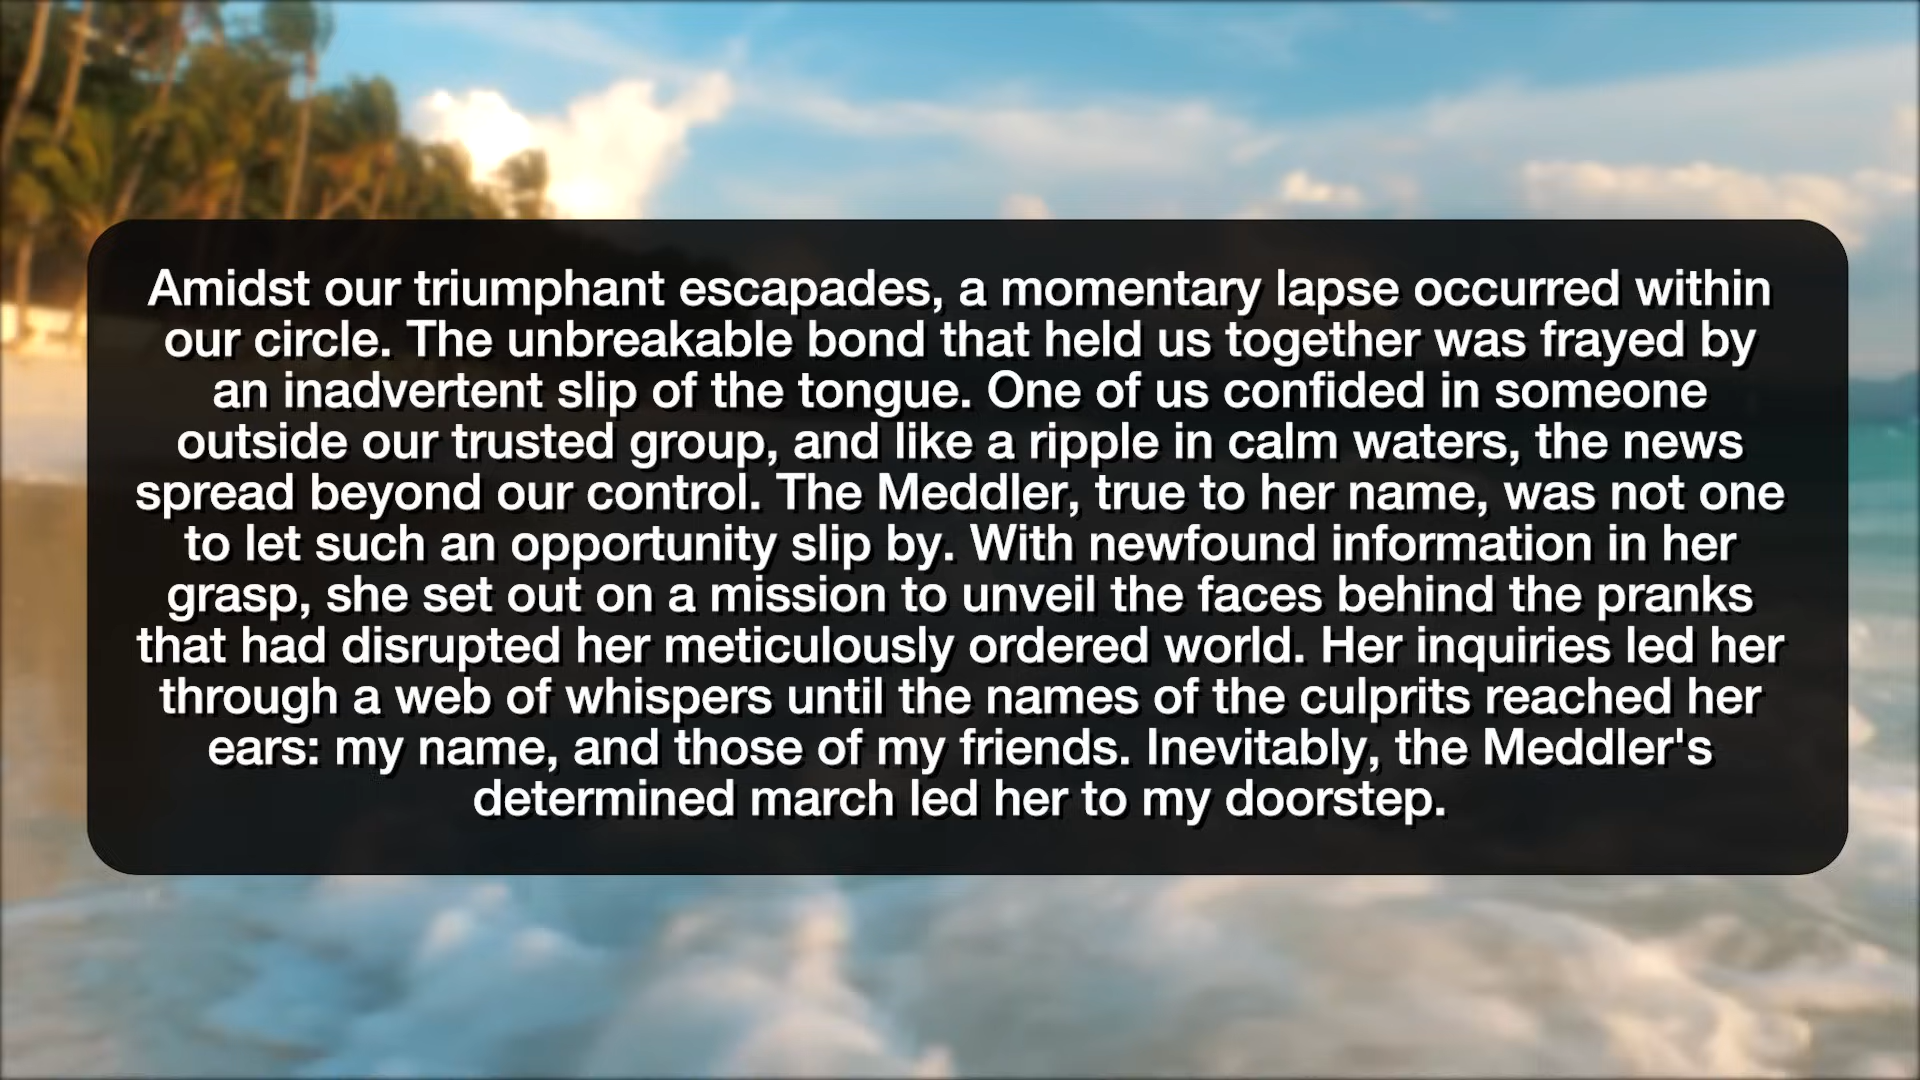 Amidst our triumphant escapades, a momentary lapse occurred within
our circle. The unbreakable bond that held us together was frayed by
an inadvertent slip of the tongue. One of us confided in someone
outside our trusted group, and like a ripple in calm waters, the news
spread beyond our control. The Meddler, true to her name, was not one
to let such an opportunity slip by. With newfound information in her
grasp, she set out on a mission to unveil the faces behind the pranks
that had disrupted her meticulously ordered world. Her inquiries led her
through a web of whispers until the names of the culprits reached her
ears: my name, and those of my friends. Inevitably, the Meddler's
determined march led her to my doorstep.